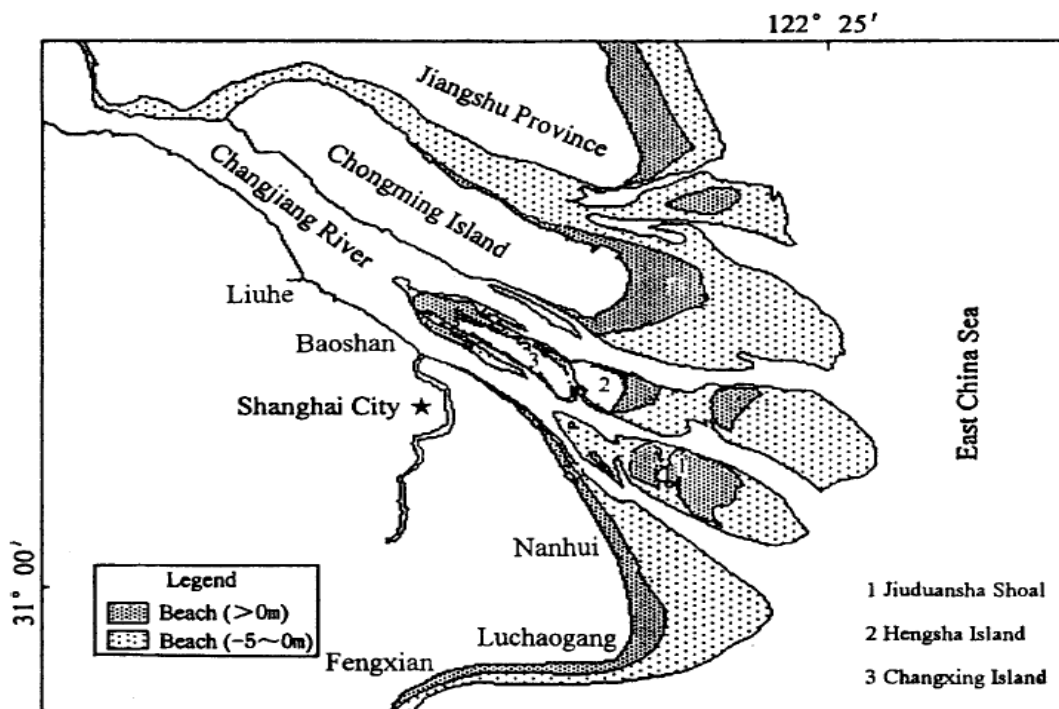 122° 25′
Jiangshu Province
Chongming Island
Changjiang River
Liuhe
Baoshan
Shanghai City
East China Sea
3
2
1
Nanhui
31° 00′
Legend
Beach (>0m)
Beach (-5~0m)
Luchaogang
Fengxian
1 Jiuduansha Shoal
2 Hengsha Island
3 Changxing Island